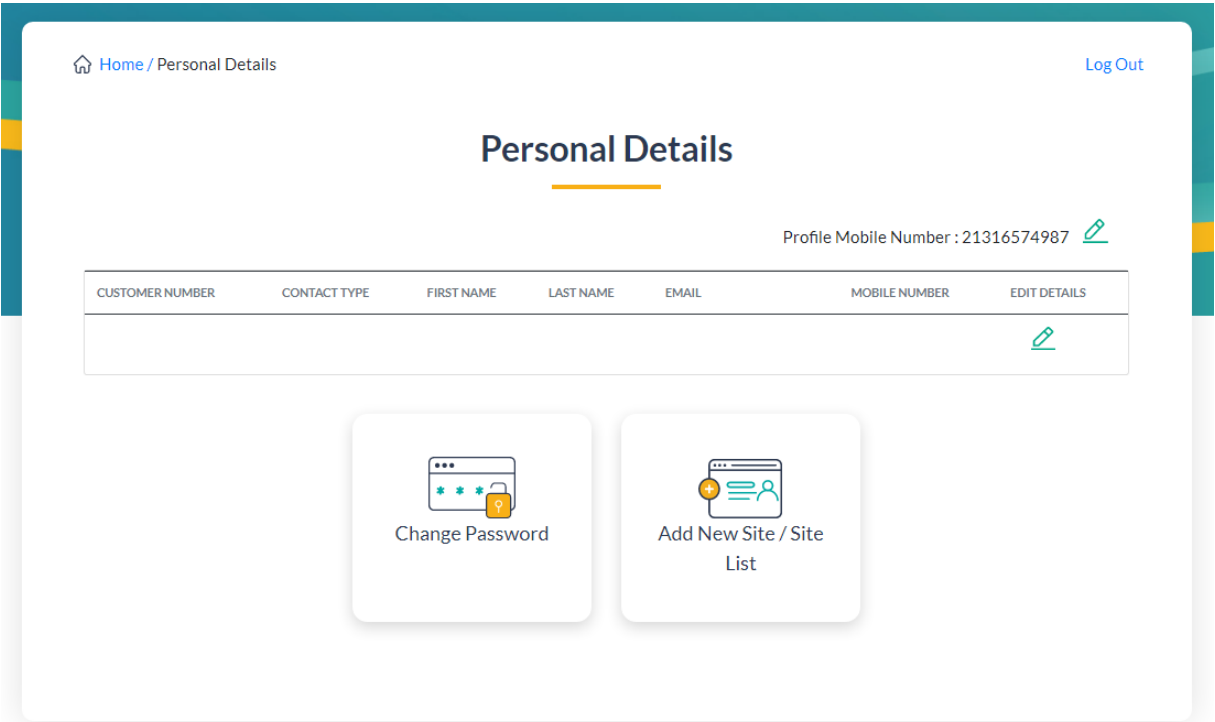 Home / Personal Details
Log Out
Personal Details
Profile Mobile Number : 21316574987
CUSTOMER NUMBER CONTACT TYPE FIRST NAME LAST NAME EMAIL MOBILE NUMBER EDIT DETAILS
Change Password
Add New Site / Site
List